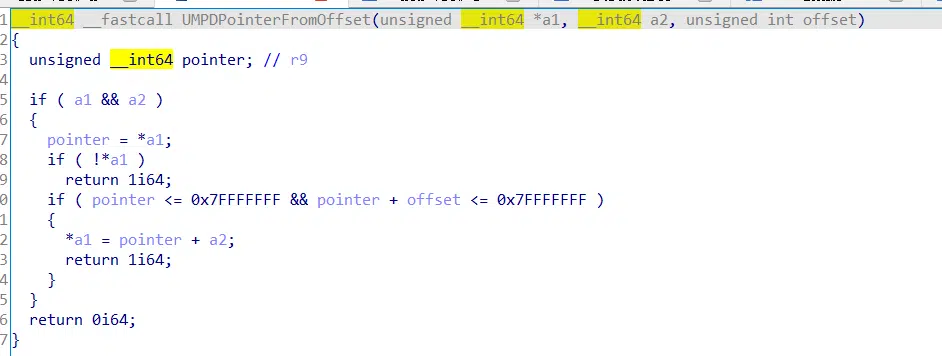 1 __int64 __fastcall UMPDPointerFromOffset(unsigned __int64 *a1, __int64 a2, unsigned int offset)
2 {
3   unsigned __int64 pointer; // r9
4
5   if ( a1 && a2 )
6   {
7     pointer = *a1;
8     if ( !*a1 )
9       return 1i64;
0     if ( pointer <= 0x7FFFFFFF && pointer + offset <= 0x7FFFFFFF )
1     {
2       *a1 = pointer + a2;
3       return 1i64;
4     }
5   }
6   return 0i64;
7 }